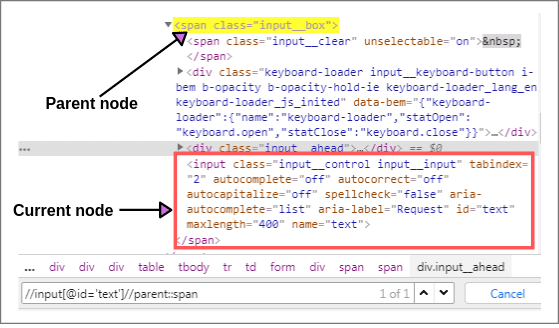 <span class="input__box">
<span class="input__clear" unselectable="on">&nbsp;
</span>
Parent node
<div class="keyboard-loader input__keyboard-button i-
bem b-opacity b-opacity-hold-ie keyboard-loader_lang_en
keyboard-loader_js_inited" data-bem="{"keyboard-
loader":{"name":"keyboard-loader","statOpen":
"keyboard.open","statClose":"keyboard.close"}}">…</div>
... <div class="input__ahead">…</div> == $0
<input class="input__control input__input" tabindex=
"2" autocomplete="off" autocorrect="off"
autocapitalize="off" spellcheck="false" aria-
Current node
autocomplete="list" aria-label="Request" id="text"
maxlength="400" name="text">
</span>
... div div div table tbody tr td form div span span div.input__ahead
//input[@id='text']//parent::span 1 of 1 Cancel